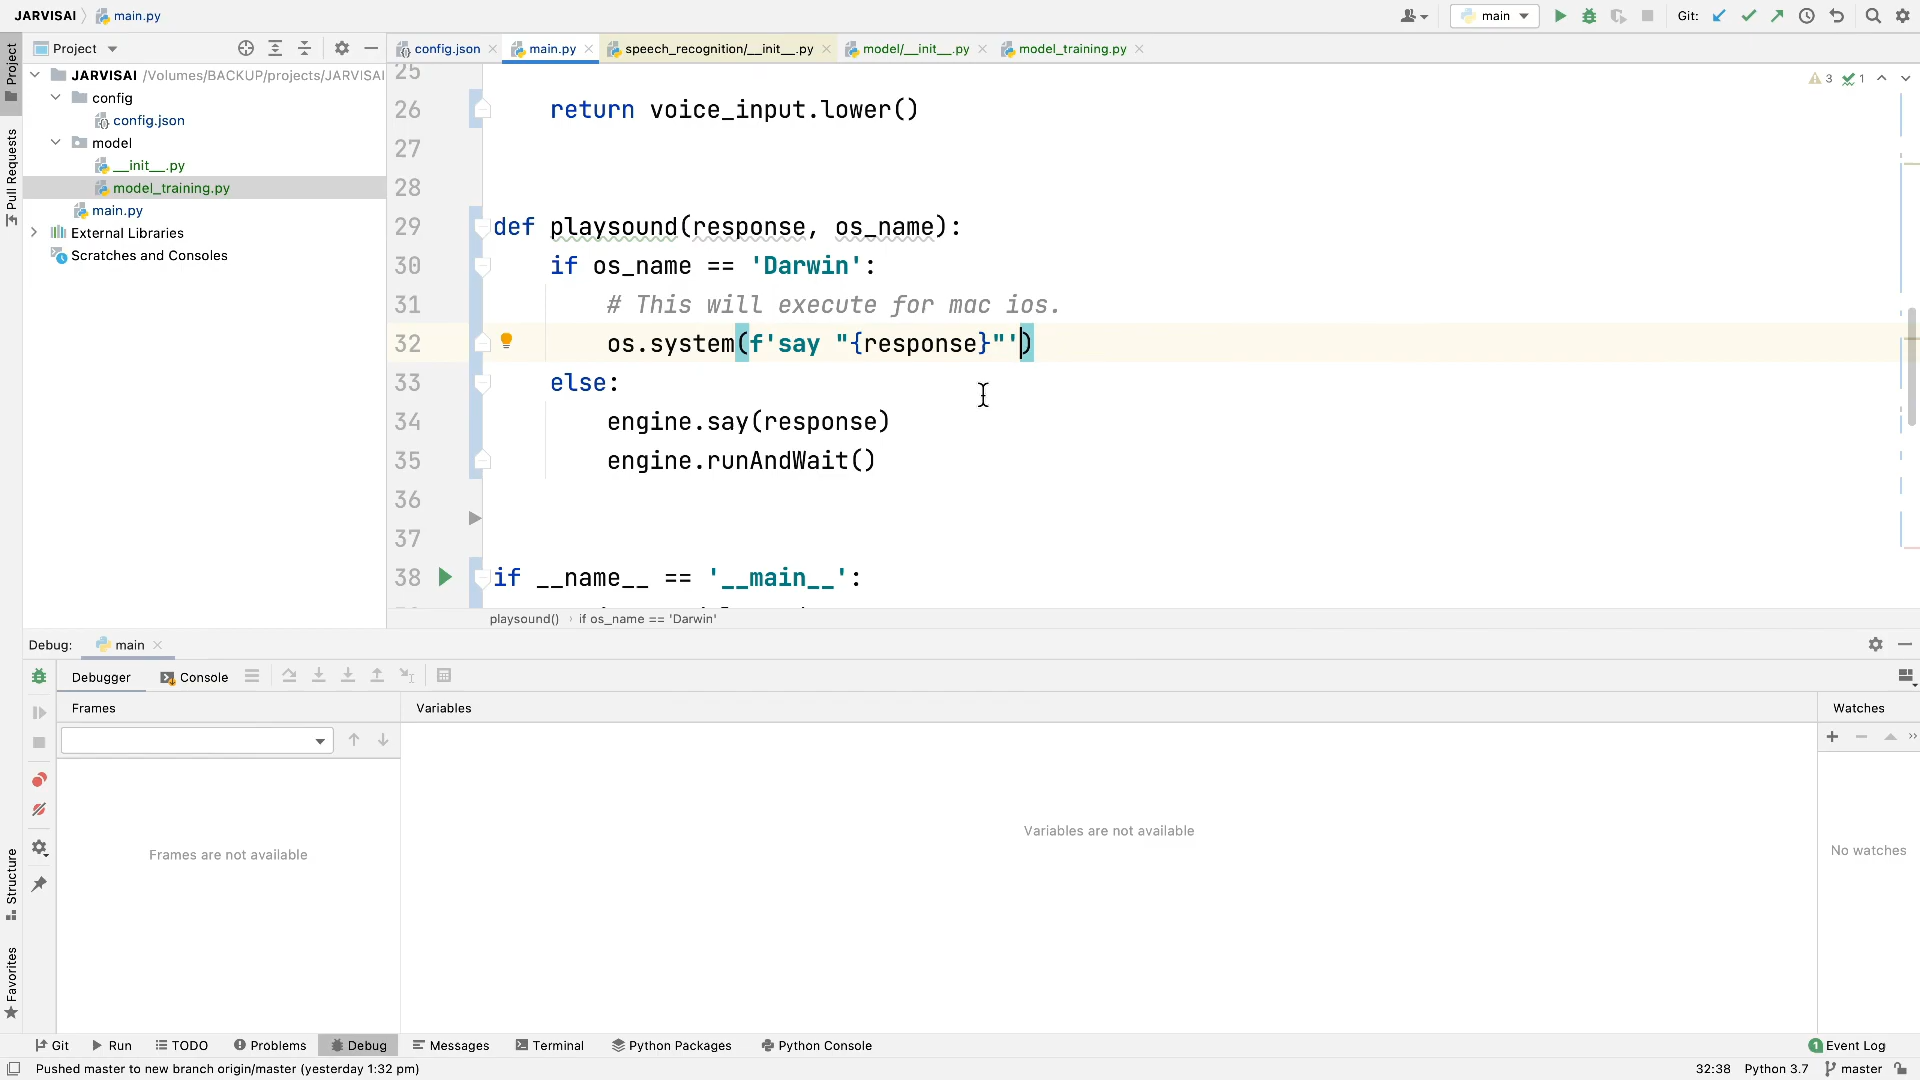 JARVISAI main.py
main
Git:
Project
config.json
main.py
speech_recognition/__init__.py
model/__init__.py
model_training.py
Project
Pull Requests
Structure
Favorites
JARVISAI /Volumes/BACKUP/projects/JARVISAI
config
config.json
model
__init__.py
model_training.py
main.py
External Libraries
Scratches and Consoles
3 1
25
26 return voice_input.lower()
27
28
29 def playsound(response, os_name):
30 if os_name == 'Darwin':
31 # This will execute for mac ios.
32 os.system(f'say "{response}"')
33 else:
34 engine.say(response)
35 engine.runAndWait()
36
37
38 if __name__ == '__main__':
playsound() › if os_name == 'Darwin'
Debug: main
Debugger Console
Frames
Variables
Watches
Frames are not available
Variables are not available
No watches
Git Run TODO Problems Debug Messages Terminal Python Packages Python Console
1 Event Log
Pushed master to new branch origin/master (yesterday 1:32 pm)
32:38 Python 3.7 master